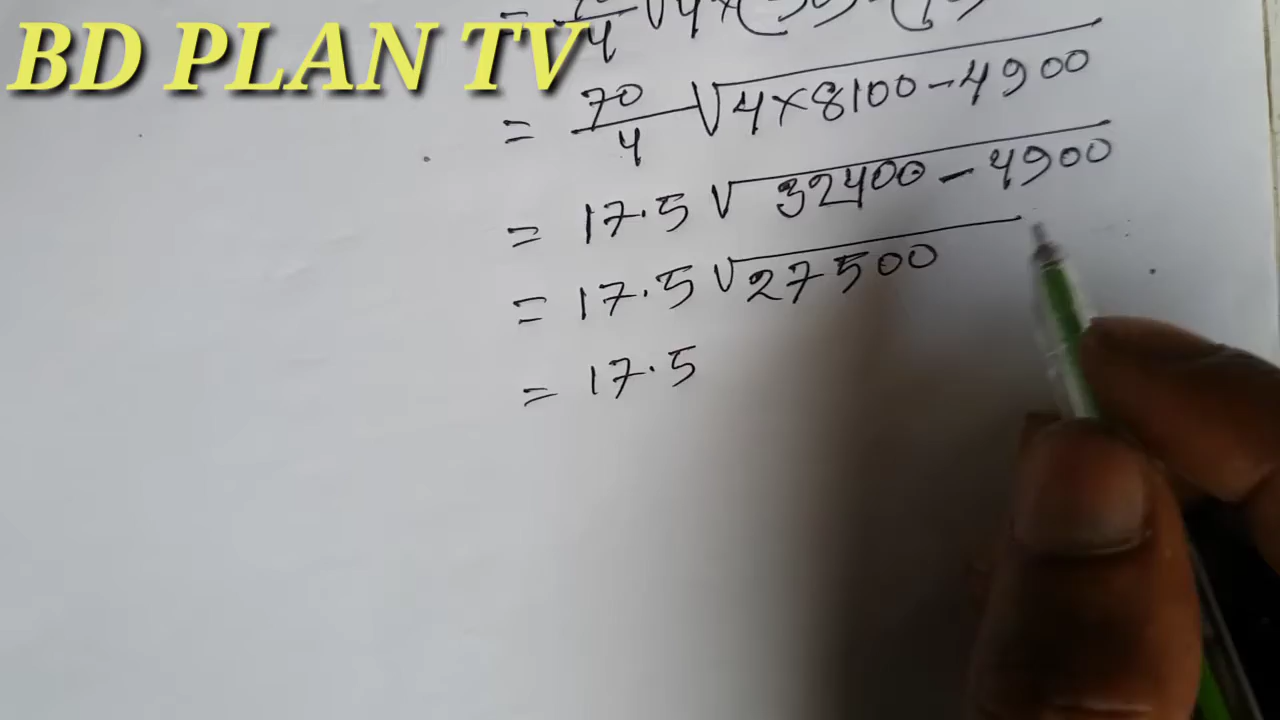 BD PLAN TV
= 70/4 √4×8100-4900
= 17.5 √32400-4900
= 17.5 √27500
= 17.5